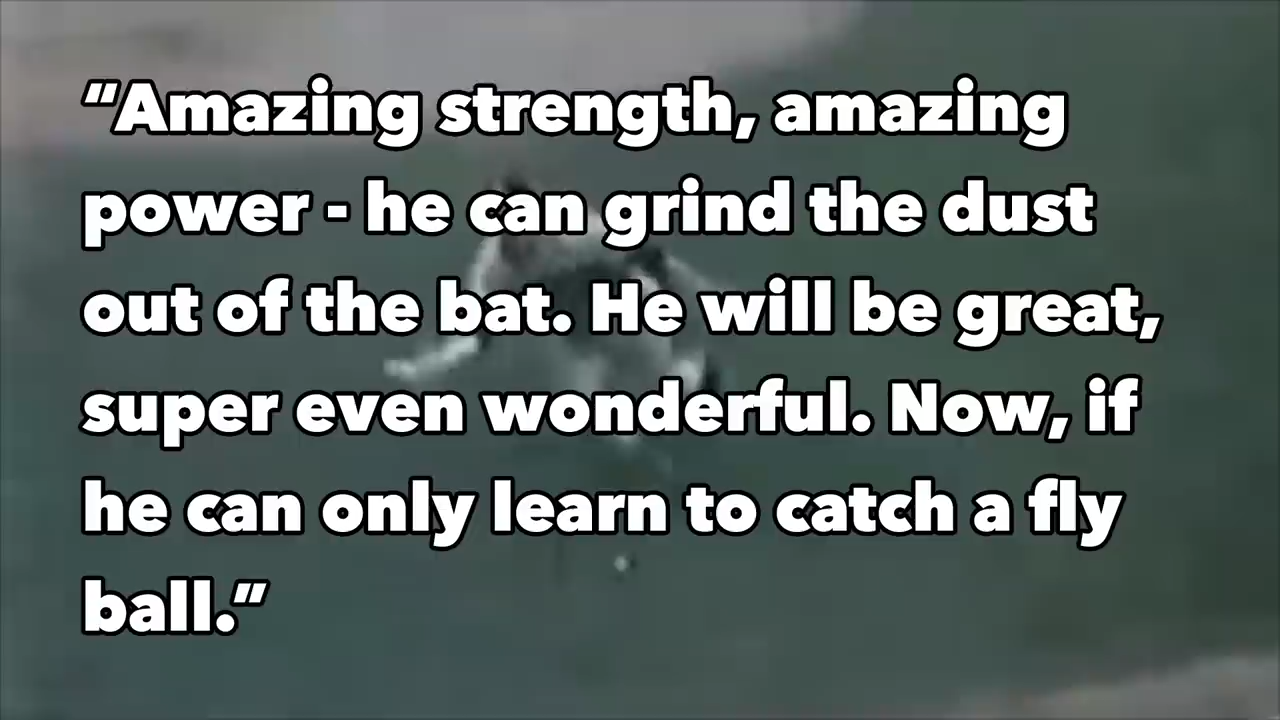 “Amazing strength, amazing
power - he can grind the dust
out of the bat. He will be great,
super even wonderful. Now, if
he can only learn to catch a fly
ball.”